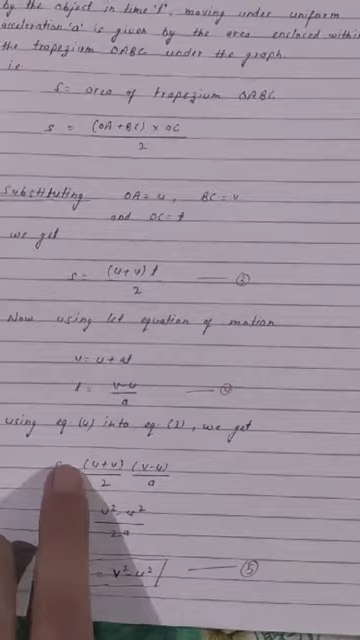 by the object in time 't', moving under uniform
acceleration 'a' is given by the area enclosed within
the trapezium OABC under the graph.
i.e
s = area of trapezium OABC
s = (OA + BC) × OC / 2
Substituting OA = u, BC = v
and OC = t
we get
s = (u+v) t / 2 — (3)
Now using Ist equation of motion
v = u + at
t = v-u / a — (4)
using eq. (4) into eq. (3), we get
(u+v) / 2 (v-u) / a
v² - u² / 2a
= v² - u² — (5)